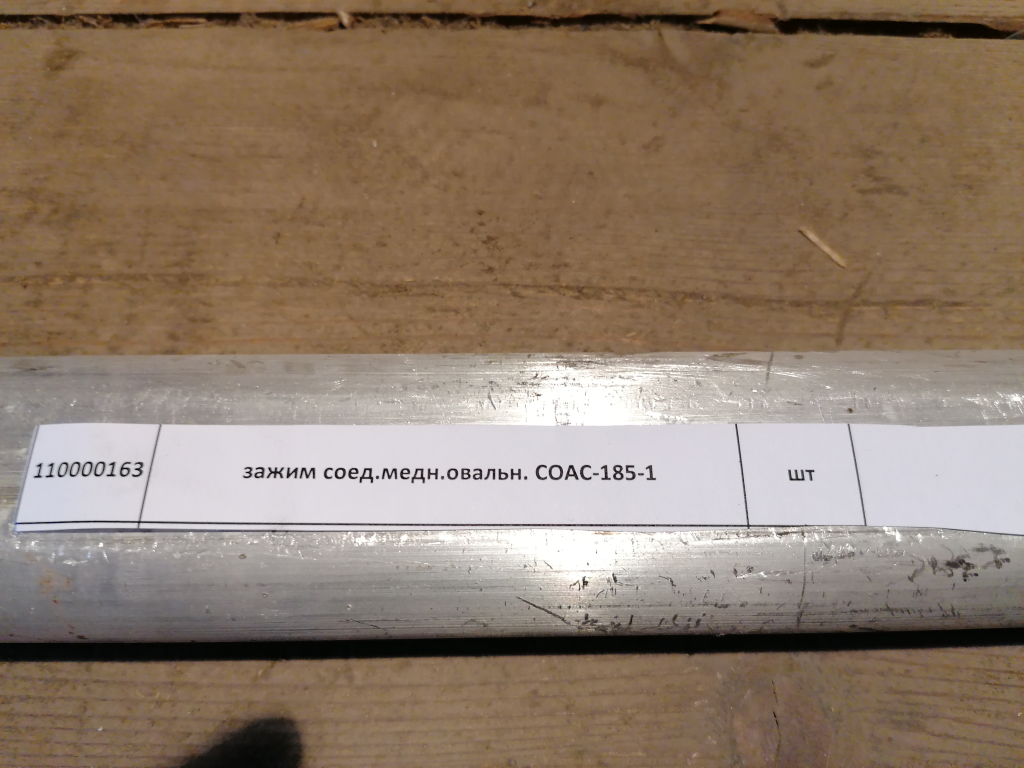 110000163 зажим соед.медн.овальн. СОАС-185-1 шт